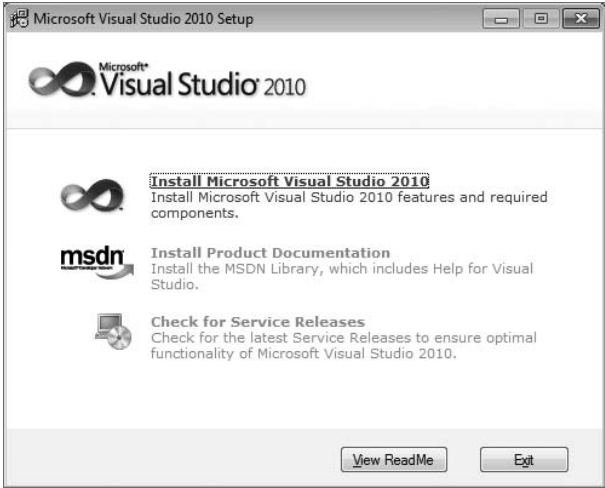 Microsoft Visual Studio 2010 Setup
Microsoft®
Visual Studio® 2010
Install Microsoft Visual Studio 2010
Install Microsoft Visual Studio 2010 features and required
components.
msdn
Install Product Documentation
Install the MSDN Library, which includes Help for Visual
Studio.
Check for Service Releases
Check for the latest Service Releases to ensure optimal
functionality of Microsoft Visual Studio 2010.
View ReadMe
Exit